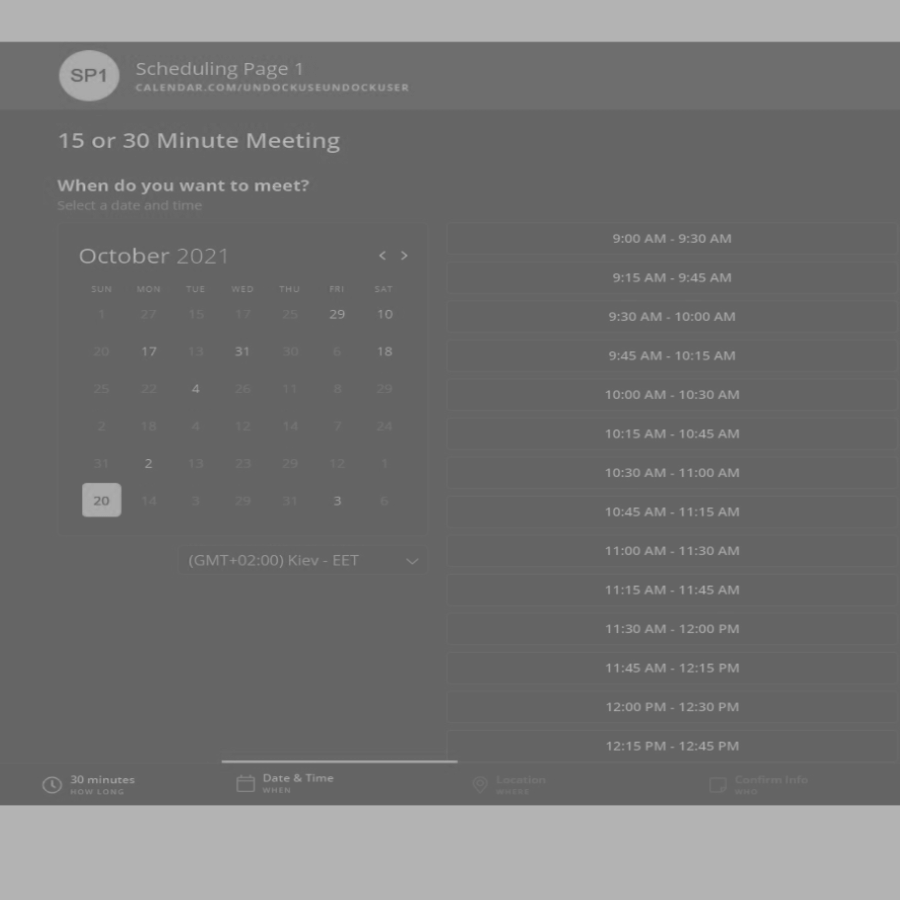 SP1
Scheduling Page 1
CALENDAR.COM/UNDOCKUSEUNDOCKUSER
15 or 30 Minute Meeting
When do you want to meet?
Select a date and time
October 2021 < >
SUN MON TUE WED THU FRI SAT
1 27 15 17 25 29 10
20 17 13 31 30 6 18
25 22 4 26 11 8 29
2 18 4 12 14 7 24
31 2 13 23 29 12 1
20 14 3 29 31 3 6
(GMT+02:00) Kiev - EET
9:00 AM - 9:30 AM
9:15 AM - 9:45 AM
9:30 AM - 10:00 AM
9:45 AM - 10:15 AM
10:00 AM - 10:30 AM
10:15 AM - 10:45 AM
10:30 AM - 11:00 AM
10:45 AM - 11:15 AM
11:00 AM - 11:30 AM
11:15 AM - 11:45 AM
11:30 AM - 12:00 PM
11:45 AM - 12:15 PM
12:00 PM - 12:30 PM
12:15 PM - 12:45 PM
30 minutes
HOW LONG
Date & Time
WHEN
Location
WHERE
Confirm Info
WHO